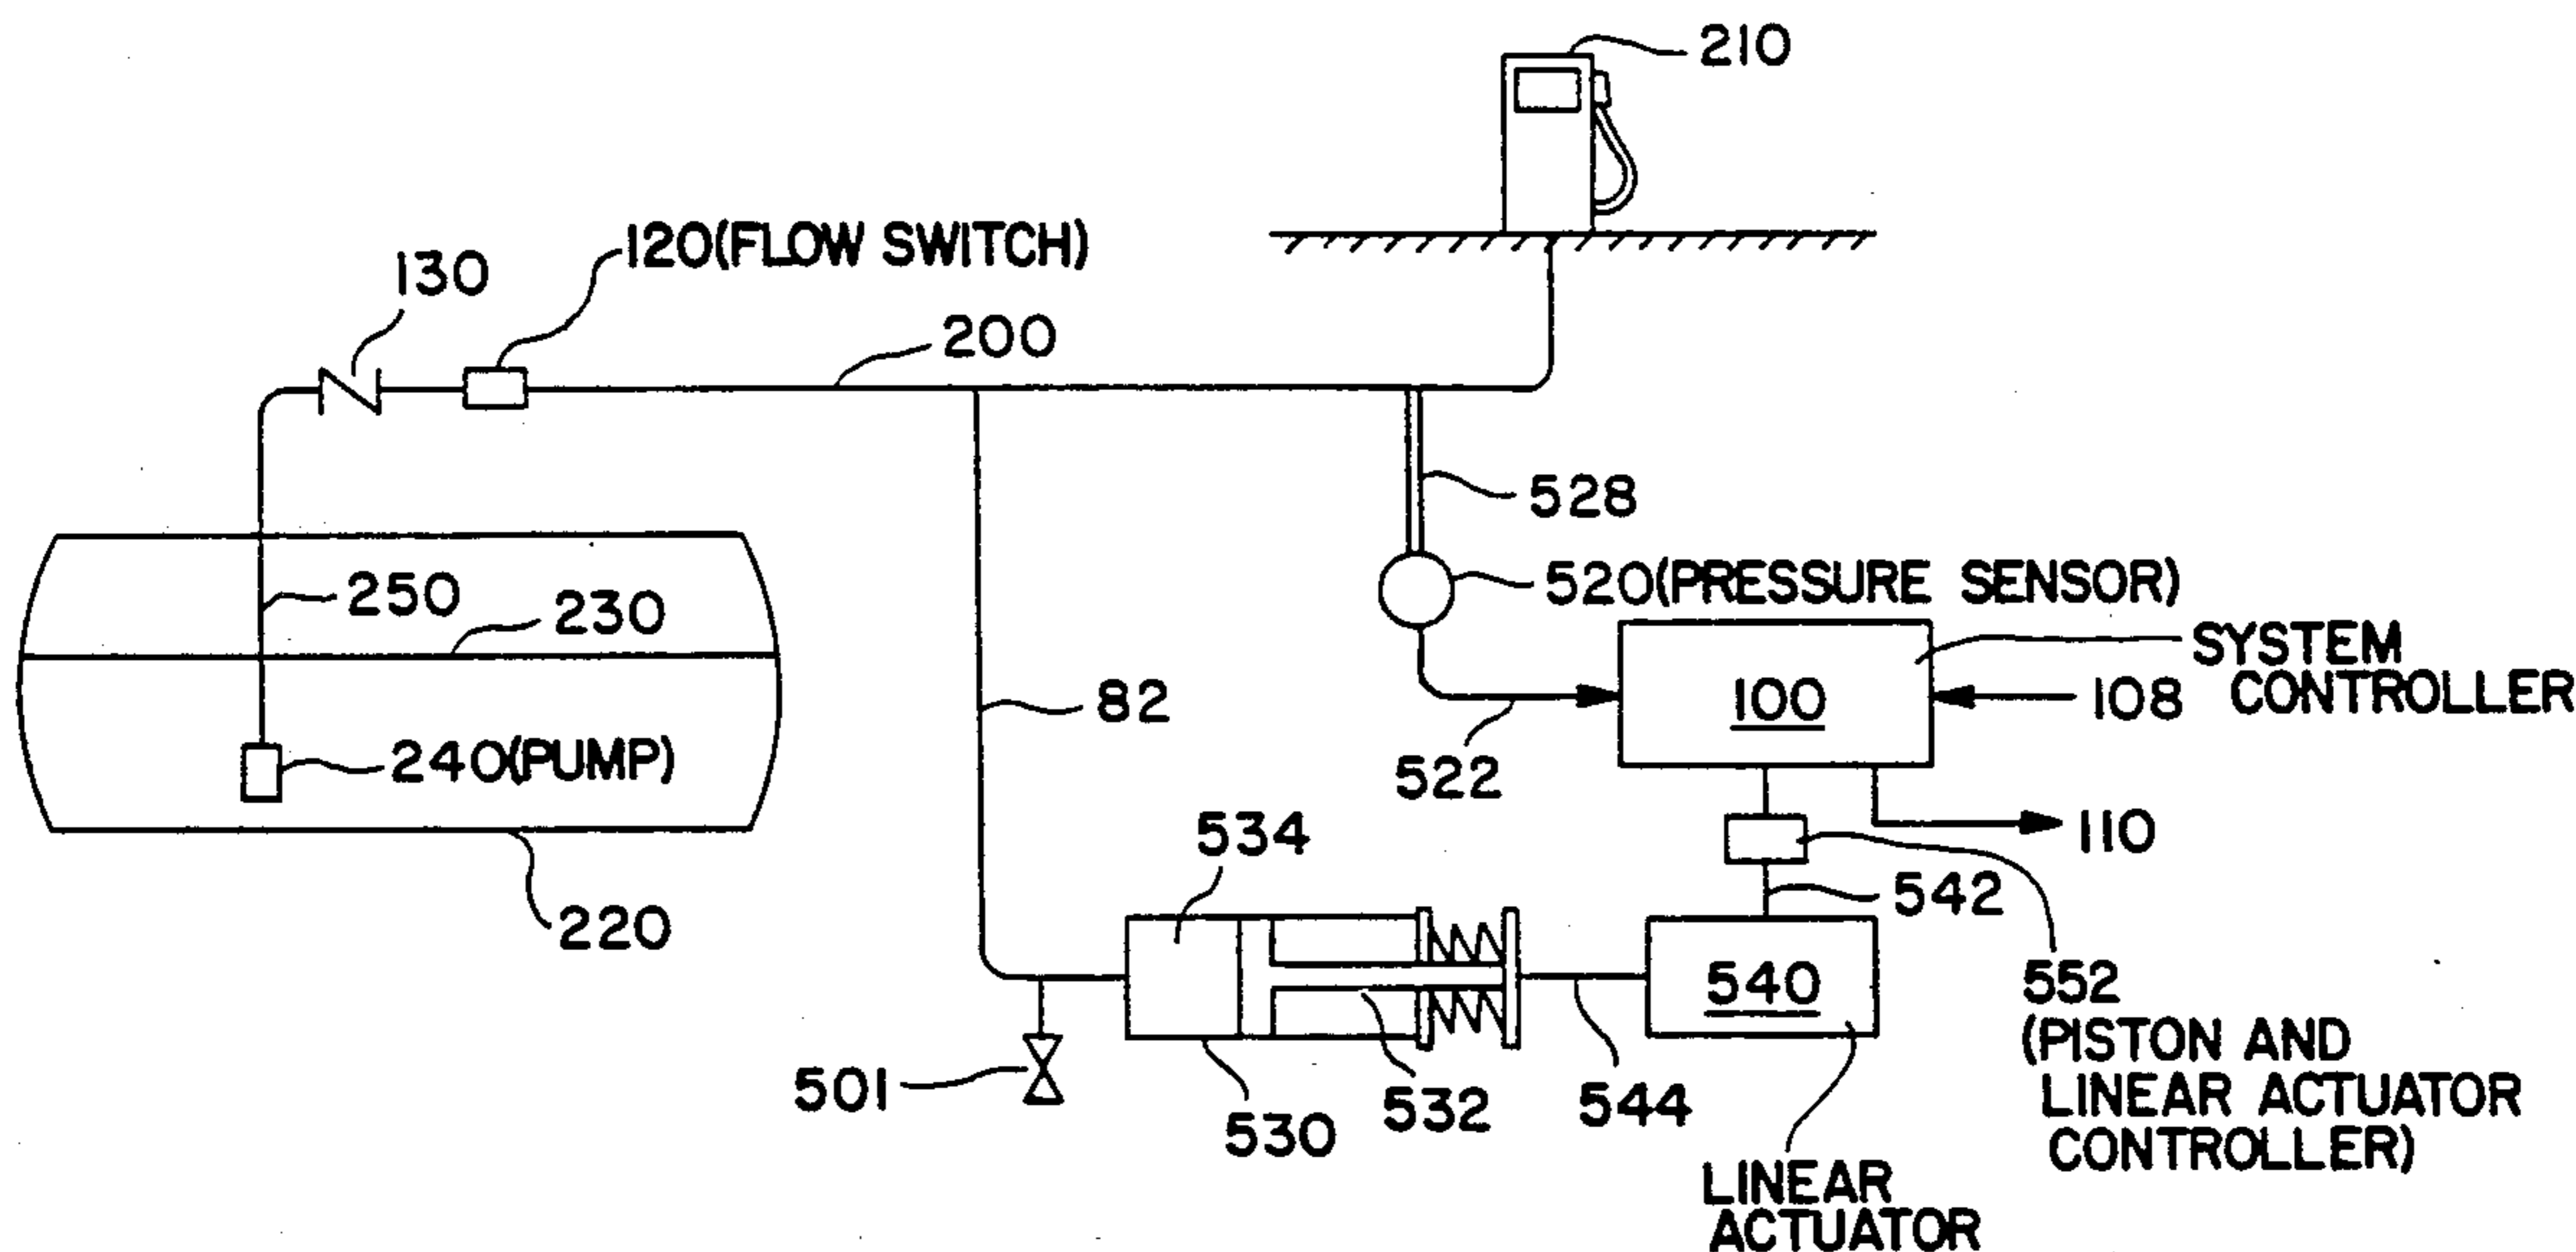 210
120(FLOW SWITCH)
130
200
528
520(PRESSURE SENSOR)
250
230
SYSTEM
CONTROLLER
82
100
108
240(PUMP)
522
534
110
220
542
540
552
(PISTON AND
LINEAR ACTUATOR
CONTROLLER)
501
530
532
544
LINEAR
ACTUATOR